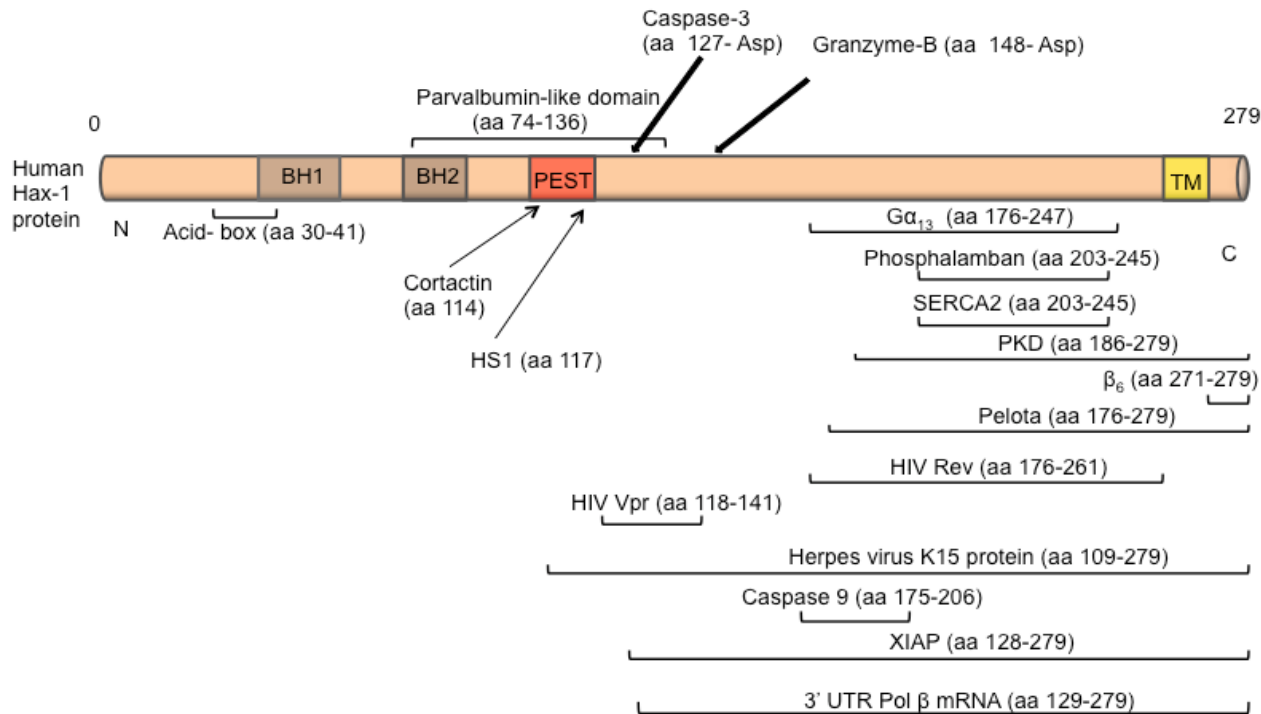 Caspase-3
(aa 127- Asp)
Granzyme-B (aa 148- Asp)
Parvalbumin-like domain
(aa 74-136)
0
279
Human
Hax-1
protein
BH1
BH2
PEST
TM
N
Acid- box (aa 30-41)
Gα13 (aa 176-247)
C
Phosphalamban (aa 203-245)
Cortactin
(aa 114)
SERCA2 (aa 203-245)
PKD (aa 186-279)
HS1 (aa 117)
β6 (aa 271-279)
Pelota (aa 176-279)
HIV Rev (aa 176-261)
HIV Vpr (aa 118-141)
Herpes virus K15 protein (aa 109-279)
Caspase 9 (aa 175-206)
XIAP (aa 128-279)
3’ UTR Pol β mRNA (aa 129-279)